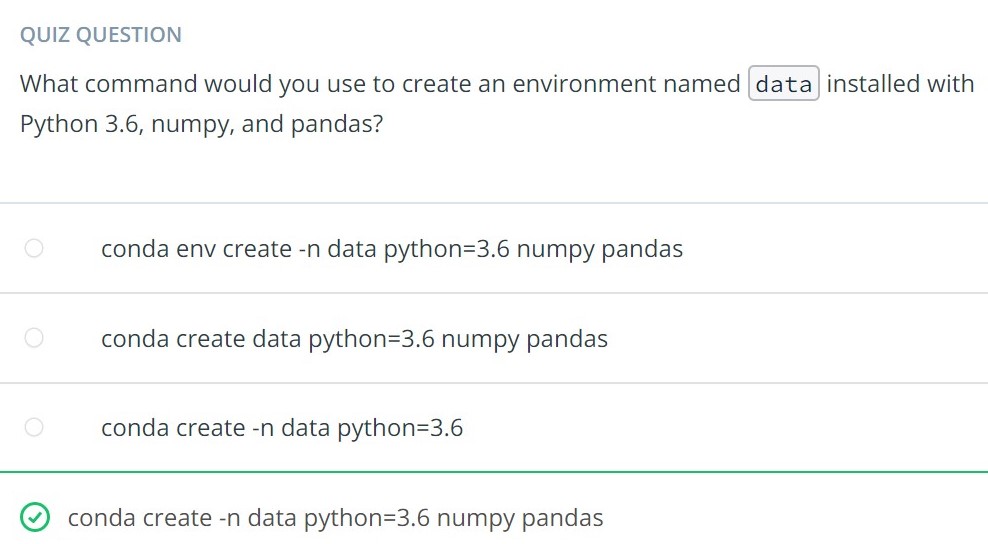 QUIZ QUESTION
What command would you use to create an environment named data installed with
Python 3.6, numpy, and pandas?
conda env create -n data python=3.6 numpy pandas
conda create data python=3.6 numpy pandas
conda create -n data python=3.6
conda create -n data python=3.6 numpy pandas